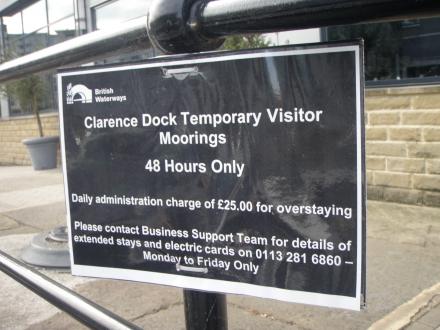 British
Waterways
Clarence Dock Temporary Visitor
Moorings
48 Hours Only
Daily administration charge of £25.00 for overstaying
Please contact Business Support Team for details of
extended stays and electric cards on 0113 281 6860 –
Monday to Friday Only